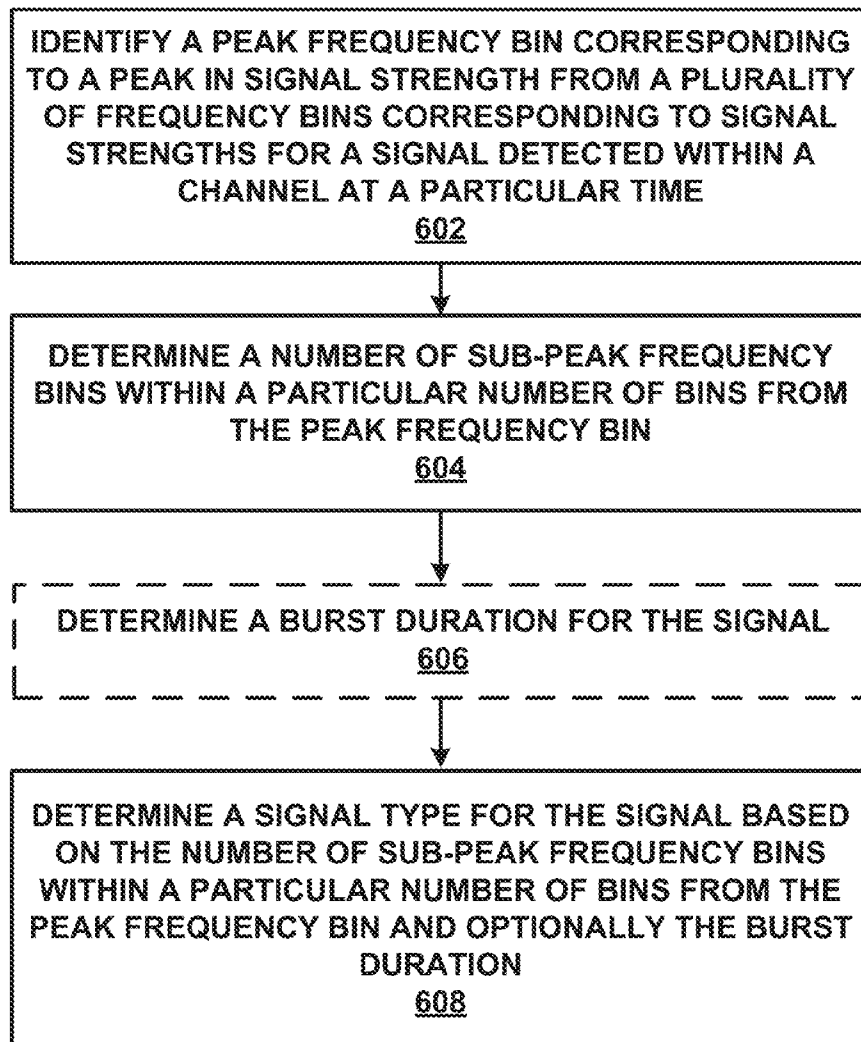 IDENTIFY A PEAK FREQUENCY BIN CORRESPONDING
TO A PEAK IN SIGNAL STRENGTH FROM A PLURALITY
OF FREQUENCY BINS CORRESPONDING TO SIGNAL
STRENGTHS FOR A SIGNAL DETECTED WITHIN A
CHANNEL AT A PARTICULAR TIME
602
DETERMINE A NUMBER OF SUB-PEAK FREQUENCY
BINS WITHIN A PARTICULAR NUMBER OF BINS FROM
THE PEAK FREQUENCY BIN
604
DETERMINE A BURST DURATION FOR THE SIGNAL
606
DETERMINE A SIGNAL TYPE FOR THE SIGNAL BASED
ON THE NUMBER OF SUB-PEAK FREQUENCY BINS
WITHIN A PARTICULAR NUMBER OF BINS FROM THE
PEAK FREQUENCY BIN AND OPTIONALLY THE BURST
DURATION
608